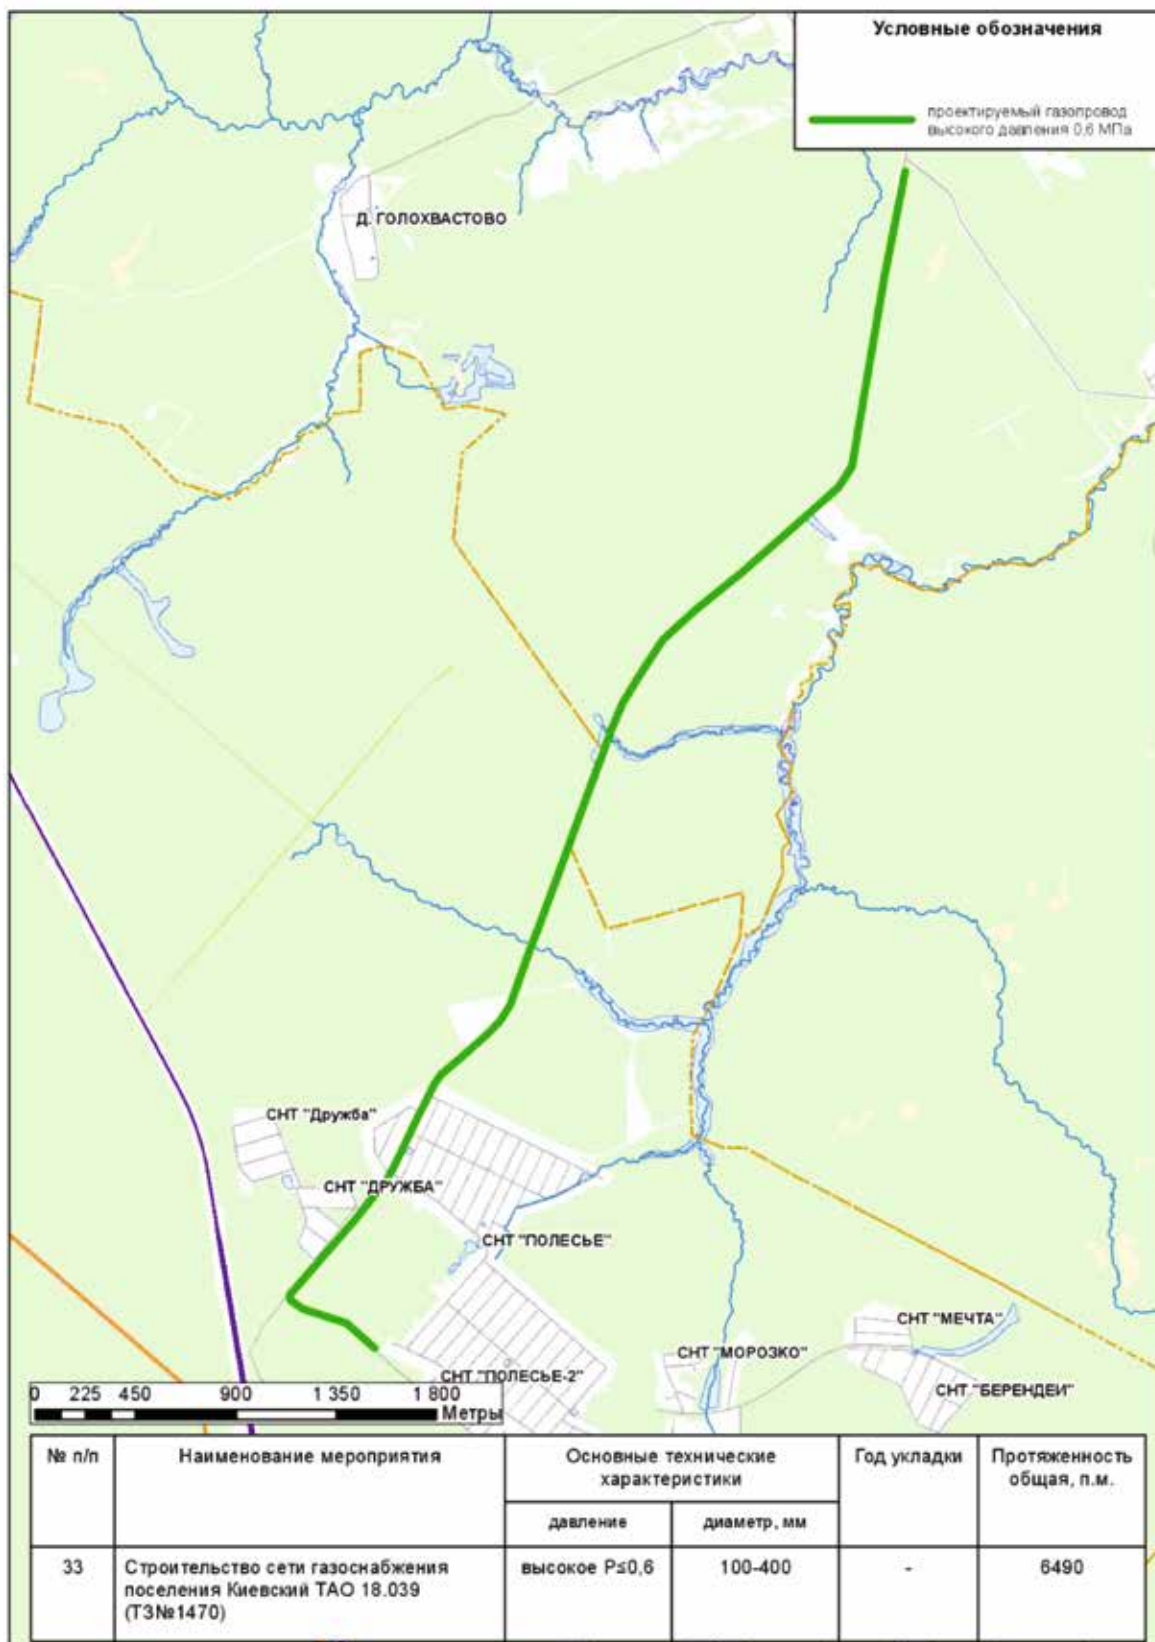 Условные обозначения
проектируемый газопровод
высокого давления 0,6 МПа
Д. ГОЛОХВАСТОВО
СНТ "Дружба"
СНТ "ДРУЖБА"
СНТ "ПОЛЕСЬЕ"
СНТ "МЕЧТА"
СНТ "МОРОЗКО"
СНТ "ПОЛЕСЬЕ-2"
СНТ "БЕРЕНДЕИ"
0 225 450 900 1 350 1 800
Метры
№ п/п
Наименование мероприятия
Основные технические
характеристики
Год укладки
Протяженность
общая, п.м.
давление
диаметр, мм
33
Строительство сети газоснабжения
поселения Киевский ТАО 18.039
(ТЗ№1470)
высокое Р≤0,6
100-400
-
6490